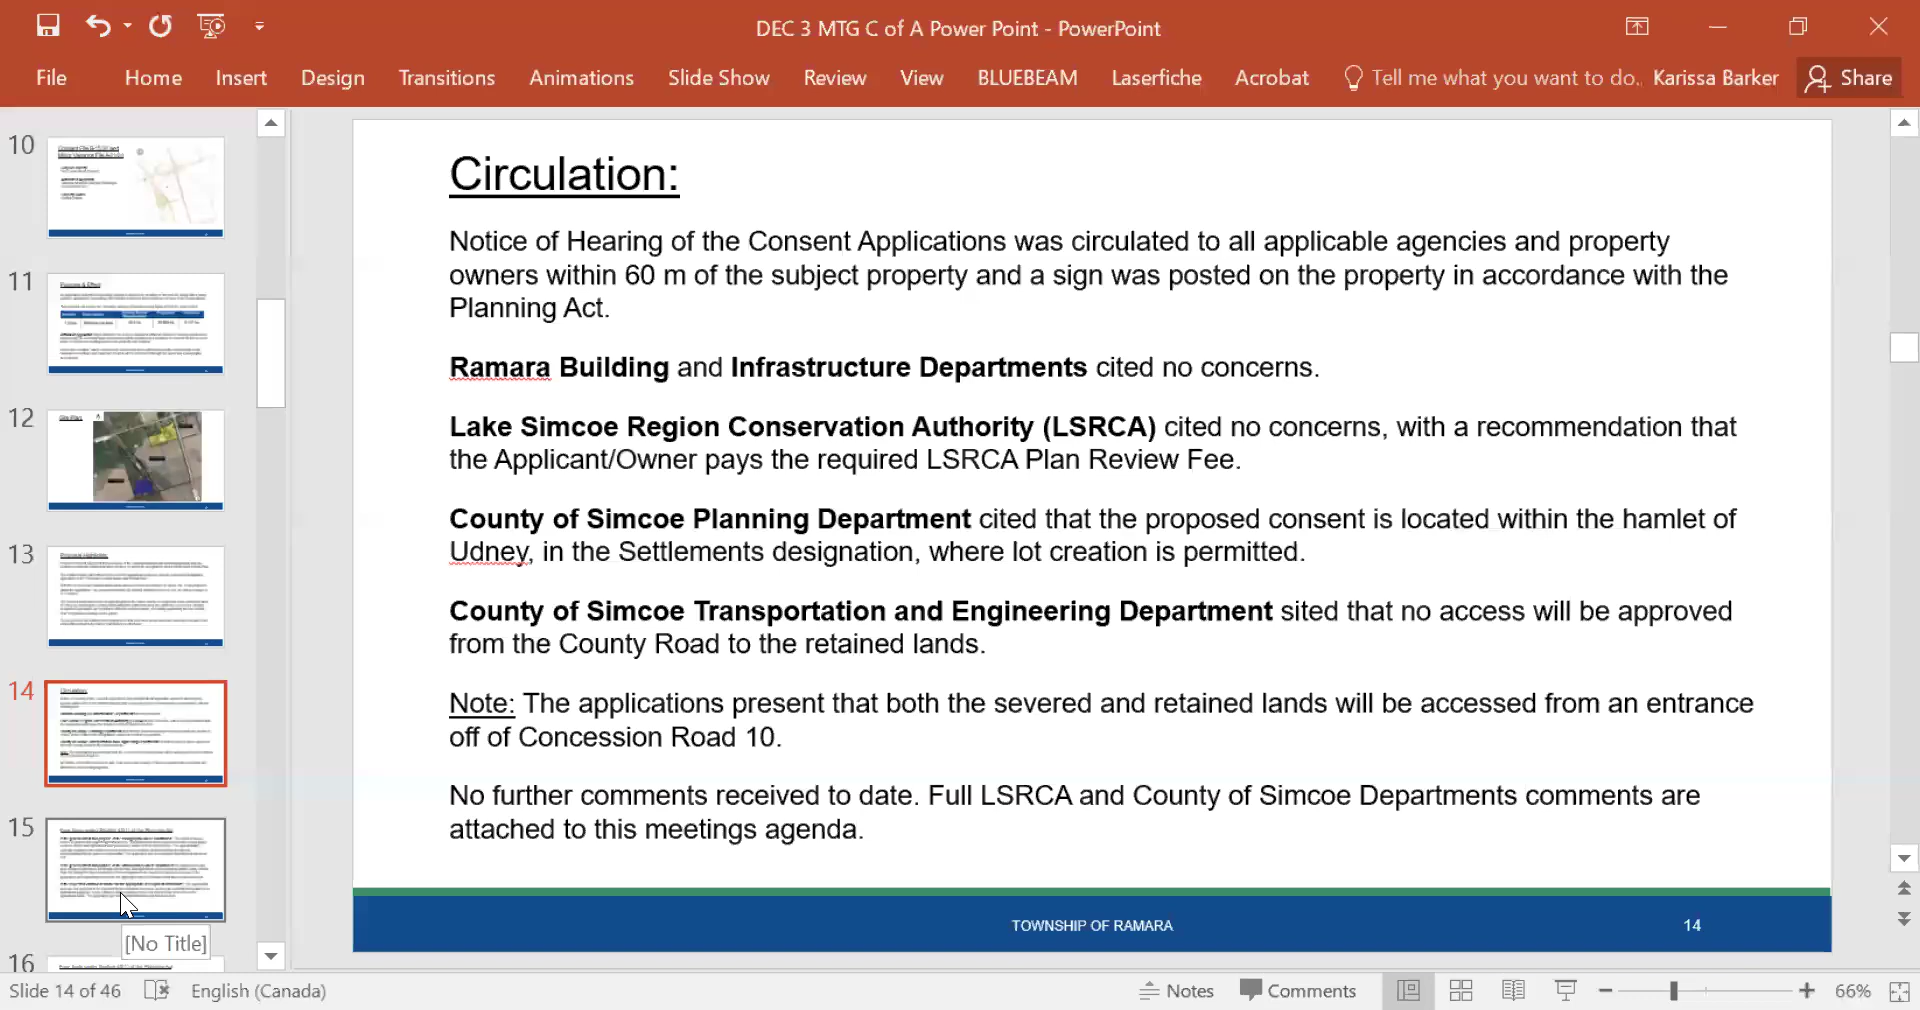 DEC 3 MTG C of A Power Point - PowerPoint
File Home Insert Design Transitions Animations Slide Show Review View BLUEBEAM Laserfiche Acrobat Tell me what you want to do. Karissa Barker Share
10
11
12
13
14
15
16
[No Title]
Circulation:
Notice of Hearing of the Consent Applications was circulated to all applicable agencies and property
owners within 60 m of the subject property and a sign was posted on the property in accordance with the
Planning Act.
Ramara Building and Infrastructure Departments cited no concerns.
Lake Simcoe Region Conservation Authority (LSRCA) cited no concerns, with a recommendation that
the Applicant/Owner pays the required LSRCA Plan Review Fee.
County of Simcoe Planning Department cited that the proposed consent is located within the hamlet of
Udney, in the Settlements designation, where lot creation is permitted.
County of Simcoe Transportation and Engineering Department sited that no access will be approved
from the County Road to the retained lands.
Note: The applications present that both the severed and retained lands will be accessed from an entrance
off of Concession Road 10.
No further comments received to date. Full LSRCA and County of Simcoe Departments comments are
attached to this meetings agenda.
TOWNSHIP OF RAMARA 14
Slide 14 of 46 English (Canada) Notes Comments 66%